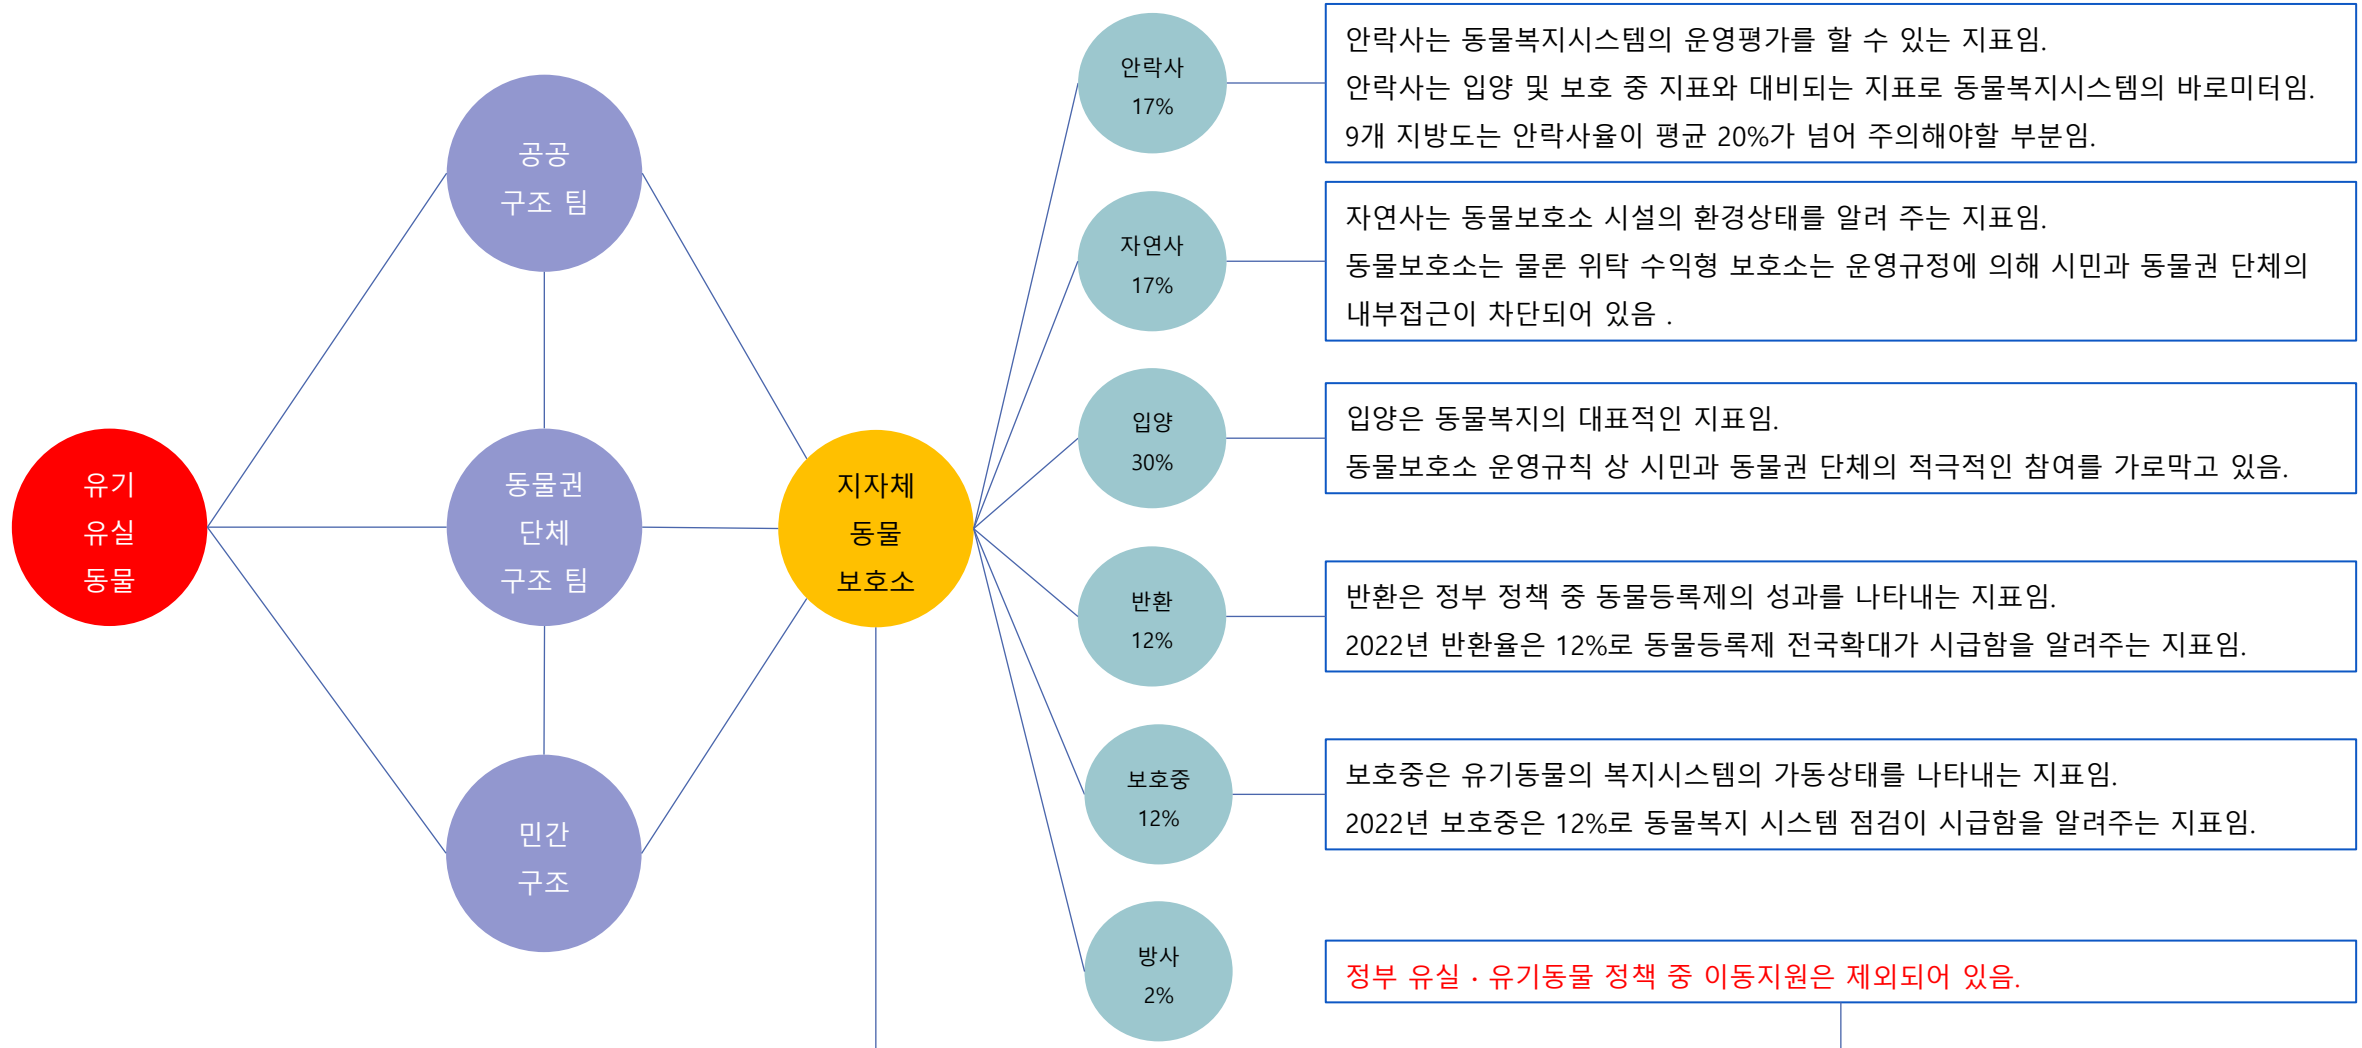 유기
유실
동물
공공
구조 팀
동물권
단체
구조 팀
민간
구조
지자체
동물
보호소
안락사
17%
안락사는 동물복지시스템의 운영평가를 할 수 있는 지표임.
안락사는 입양 및 보호 중 지표와 대비되는 지표로 동물복지시스템의 바로미터임.
9개 지방도는 안락사율이 평균 20%가 넘어 주의해야할 부분임.
자연사
17%
자연사는 동물보호소 시설의 환경상태를 알려 주는 지표임.
동물보호소는 물론 위탁 수익형 보호소는 운영규정에 의해 시민과 동물권 단체의
내부접근이 차단되어 있음 .
입양
30%
입양은 동물복지의 대표적인 지표임.
동물보호소 운영규칙 상 시민과 동물권 단체의 적극적인 참여를 가로막고 있음.
반환
12%
반환은 정부 정책 중 동물등록제의 성과를 나타내는 지표임.
2022년 반환율은 12%로 동물등록제 전국확대가 시급함을 알려주는 지표임.
보호중
12%
보호중은 유기동물의 복지시스템의 가동상태를 나타내는 지표임.
2022년 보호중은 12%로 동물복지 시스템 점검이 시급함을 알려주는 지표임.
방사
2%
정부 유실 · 유기동물 정책 중 이동지원은 제외되어 있음.